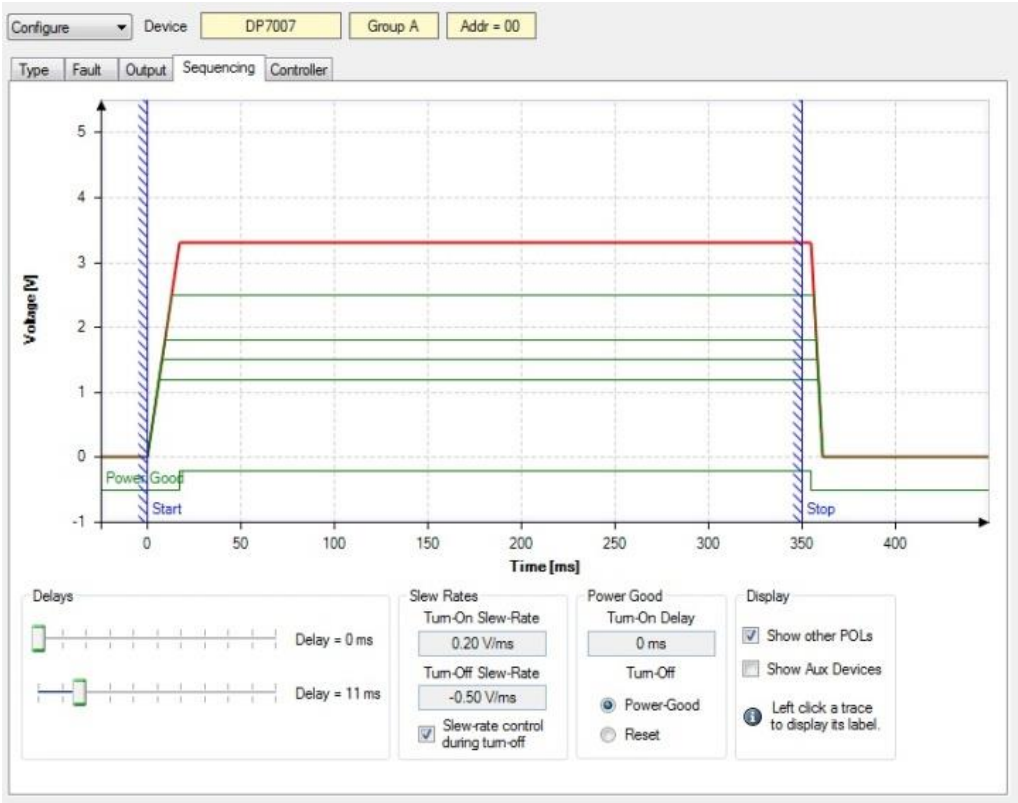 Configure Device DP7007 Group A Addr = 00
Type Fault Output Sequencing Controller
5
4
3
2
1
0
-1
Voltage [V]
Power Good
Start
Stop
0 50 100 150 200 250 300 350 400
Time [ms]
Delays
Delay = 0 ms
Delay = 11 ms
Slew Rates
Turn-On Slew-Rate
0.20 V/ms
Turn-Off Slew-Rate
-0.50 V/ms
Slew-rate control
during turn-off
Power Good
Turn-On Delay
0 ms
Turn-Off
Power-Good
Reset
Display
Show other POLs
Show Aux Devices
Left click a trace
to display its label.